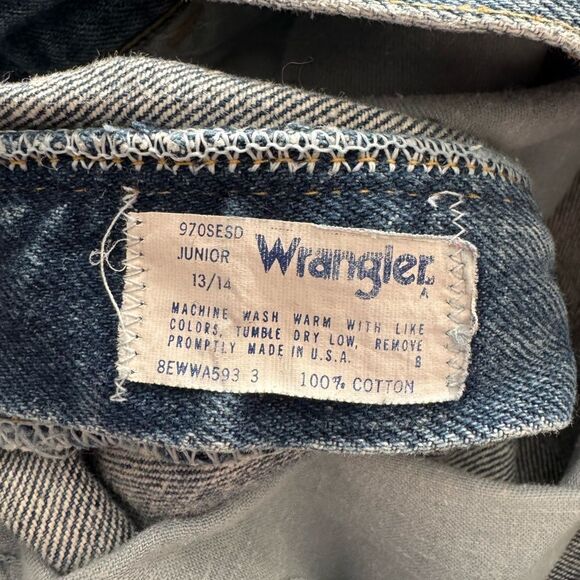 970SESD
JUNIOR
13/14
Wrangler
MACHINE WASH WARM WITH LIKE
COLORS, TUMBLE DRY LOW, REMOVE
PROMPTLY MADE IN U.S.A. 8
8EWWA593 3 100% COTTON